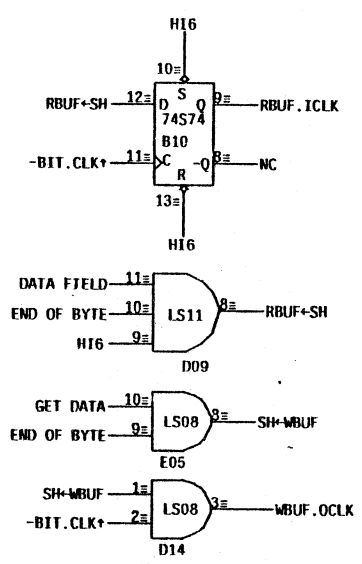 HI6
10≡
S
RBUF←SH 12≡ D Q 9≡ RBUF.ICLK
74S74
B10
-BIT.CLK↑ 11≡ C -Q 8≡ NC
R
13≡
HI6
DATA FIELD 11≡
END OF BYTE 10≡ LS11 8≡ RBUF←SH
HI6 9≡
D09
GET DATA 10≡
LS08 8≡ SH←WBUF
END OF BYTE 9≡
E05
SH←WBUF 1≡
LS08 3≡ WBUF.OCLK
-BIT.CLK↑ 2≡
D14